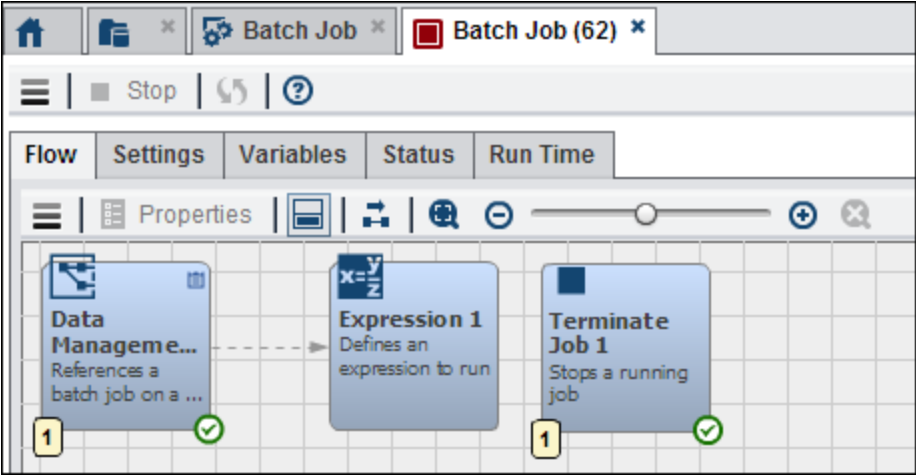 Batch Job
Batch Job (62)
Stop
Flow Settings Variables Status Run Time
Properties
x=y/z
Data
Manageme...
References a
batch job on a ...
1
Expression 1
Defines an
expression to run
Terminate
Job 1
Stops a running
job
1